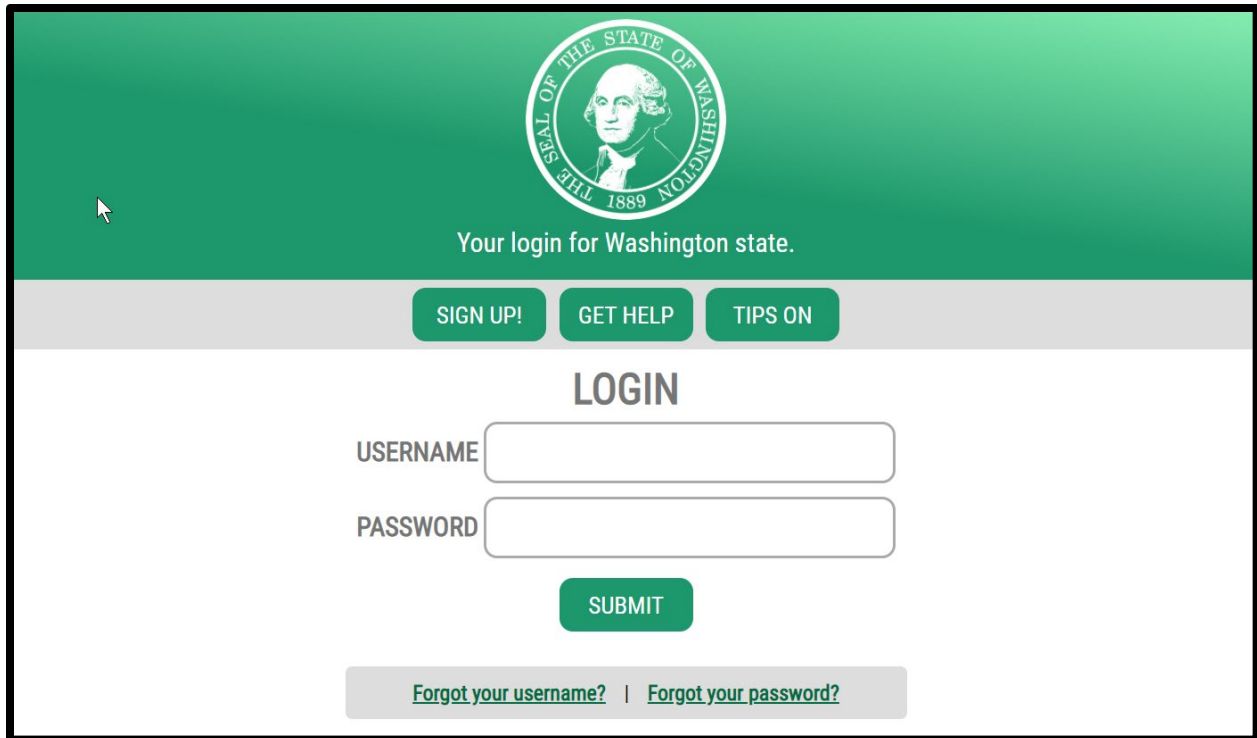 THE SEAL OF THE STATE OF WASHINGTON
1889
Your login for Washington state.
SIGN UP! GET HELP TIPS ON
LOGIN
USERNAME
PASSWORD
SUBMIT
Forgot your username? | Forgot your password?